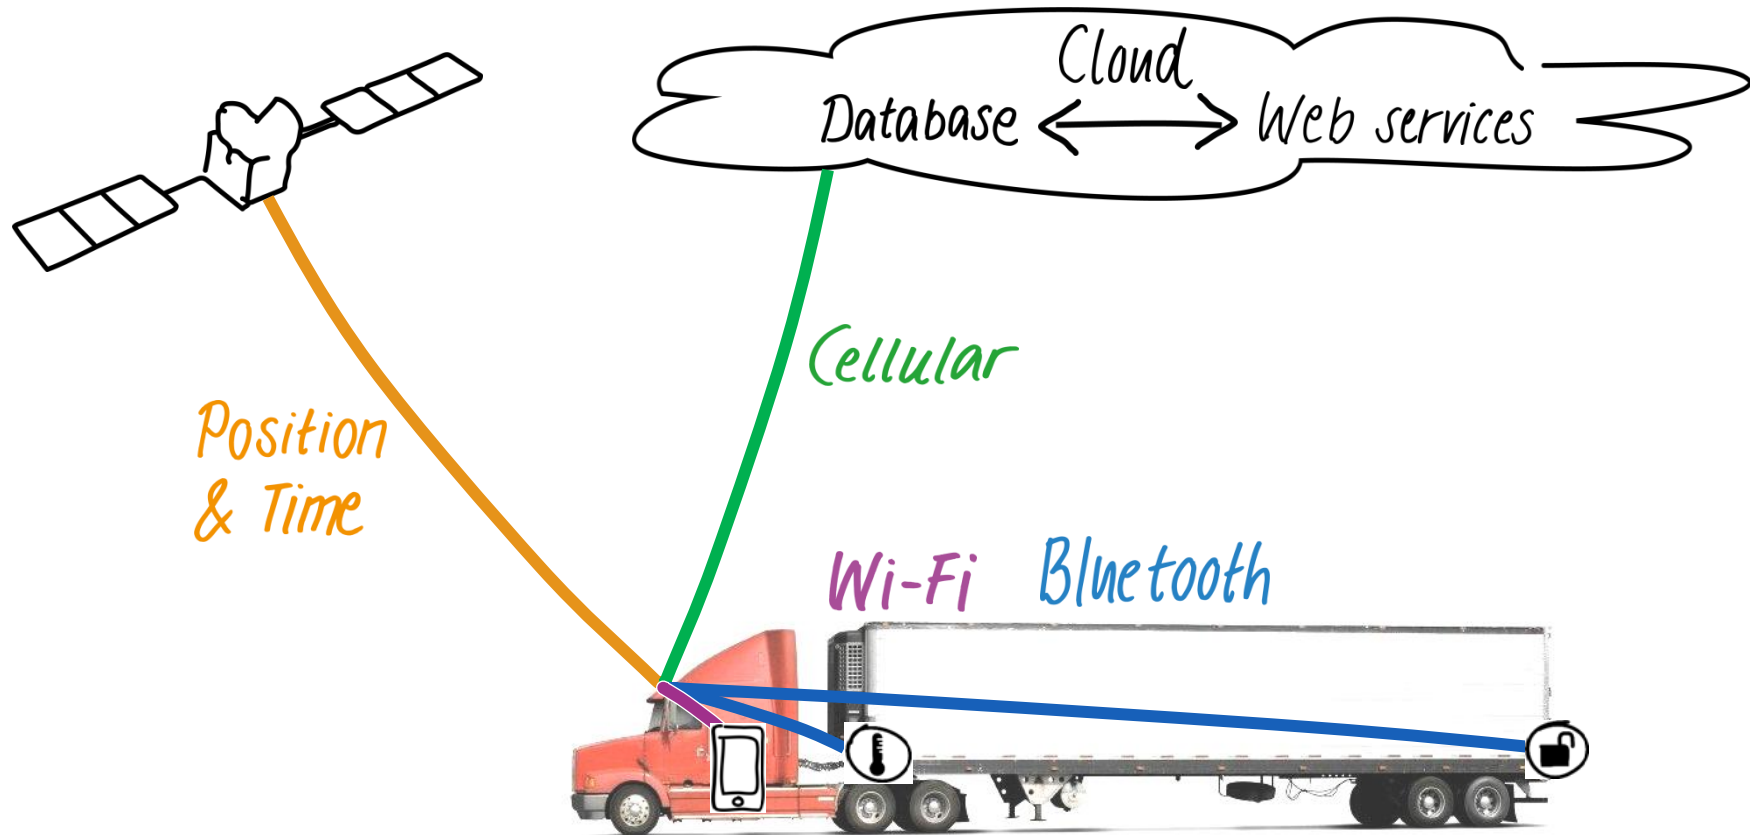 Cloud
Database Web services
Cellular
Position
& Time
Wi-Fi Bluetooth